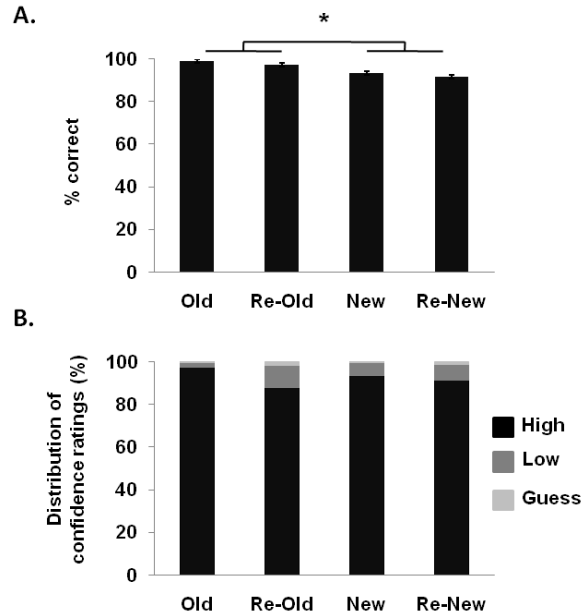 A.
*
% correct
100
80
60
40
20
0
Old Re-Old New Re-New
B.
Distribution of
confidence ratings (%)
100
80
60
40
20
0
High
Low
Guess
Old Re-Old New Re-New